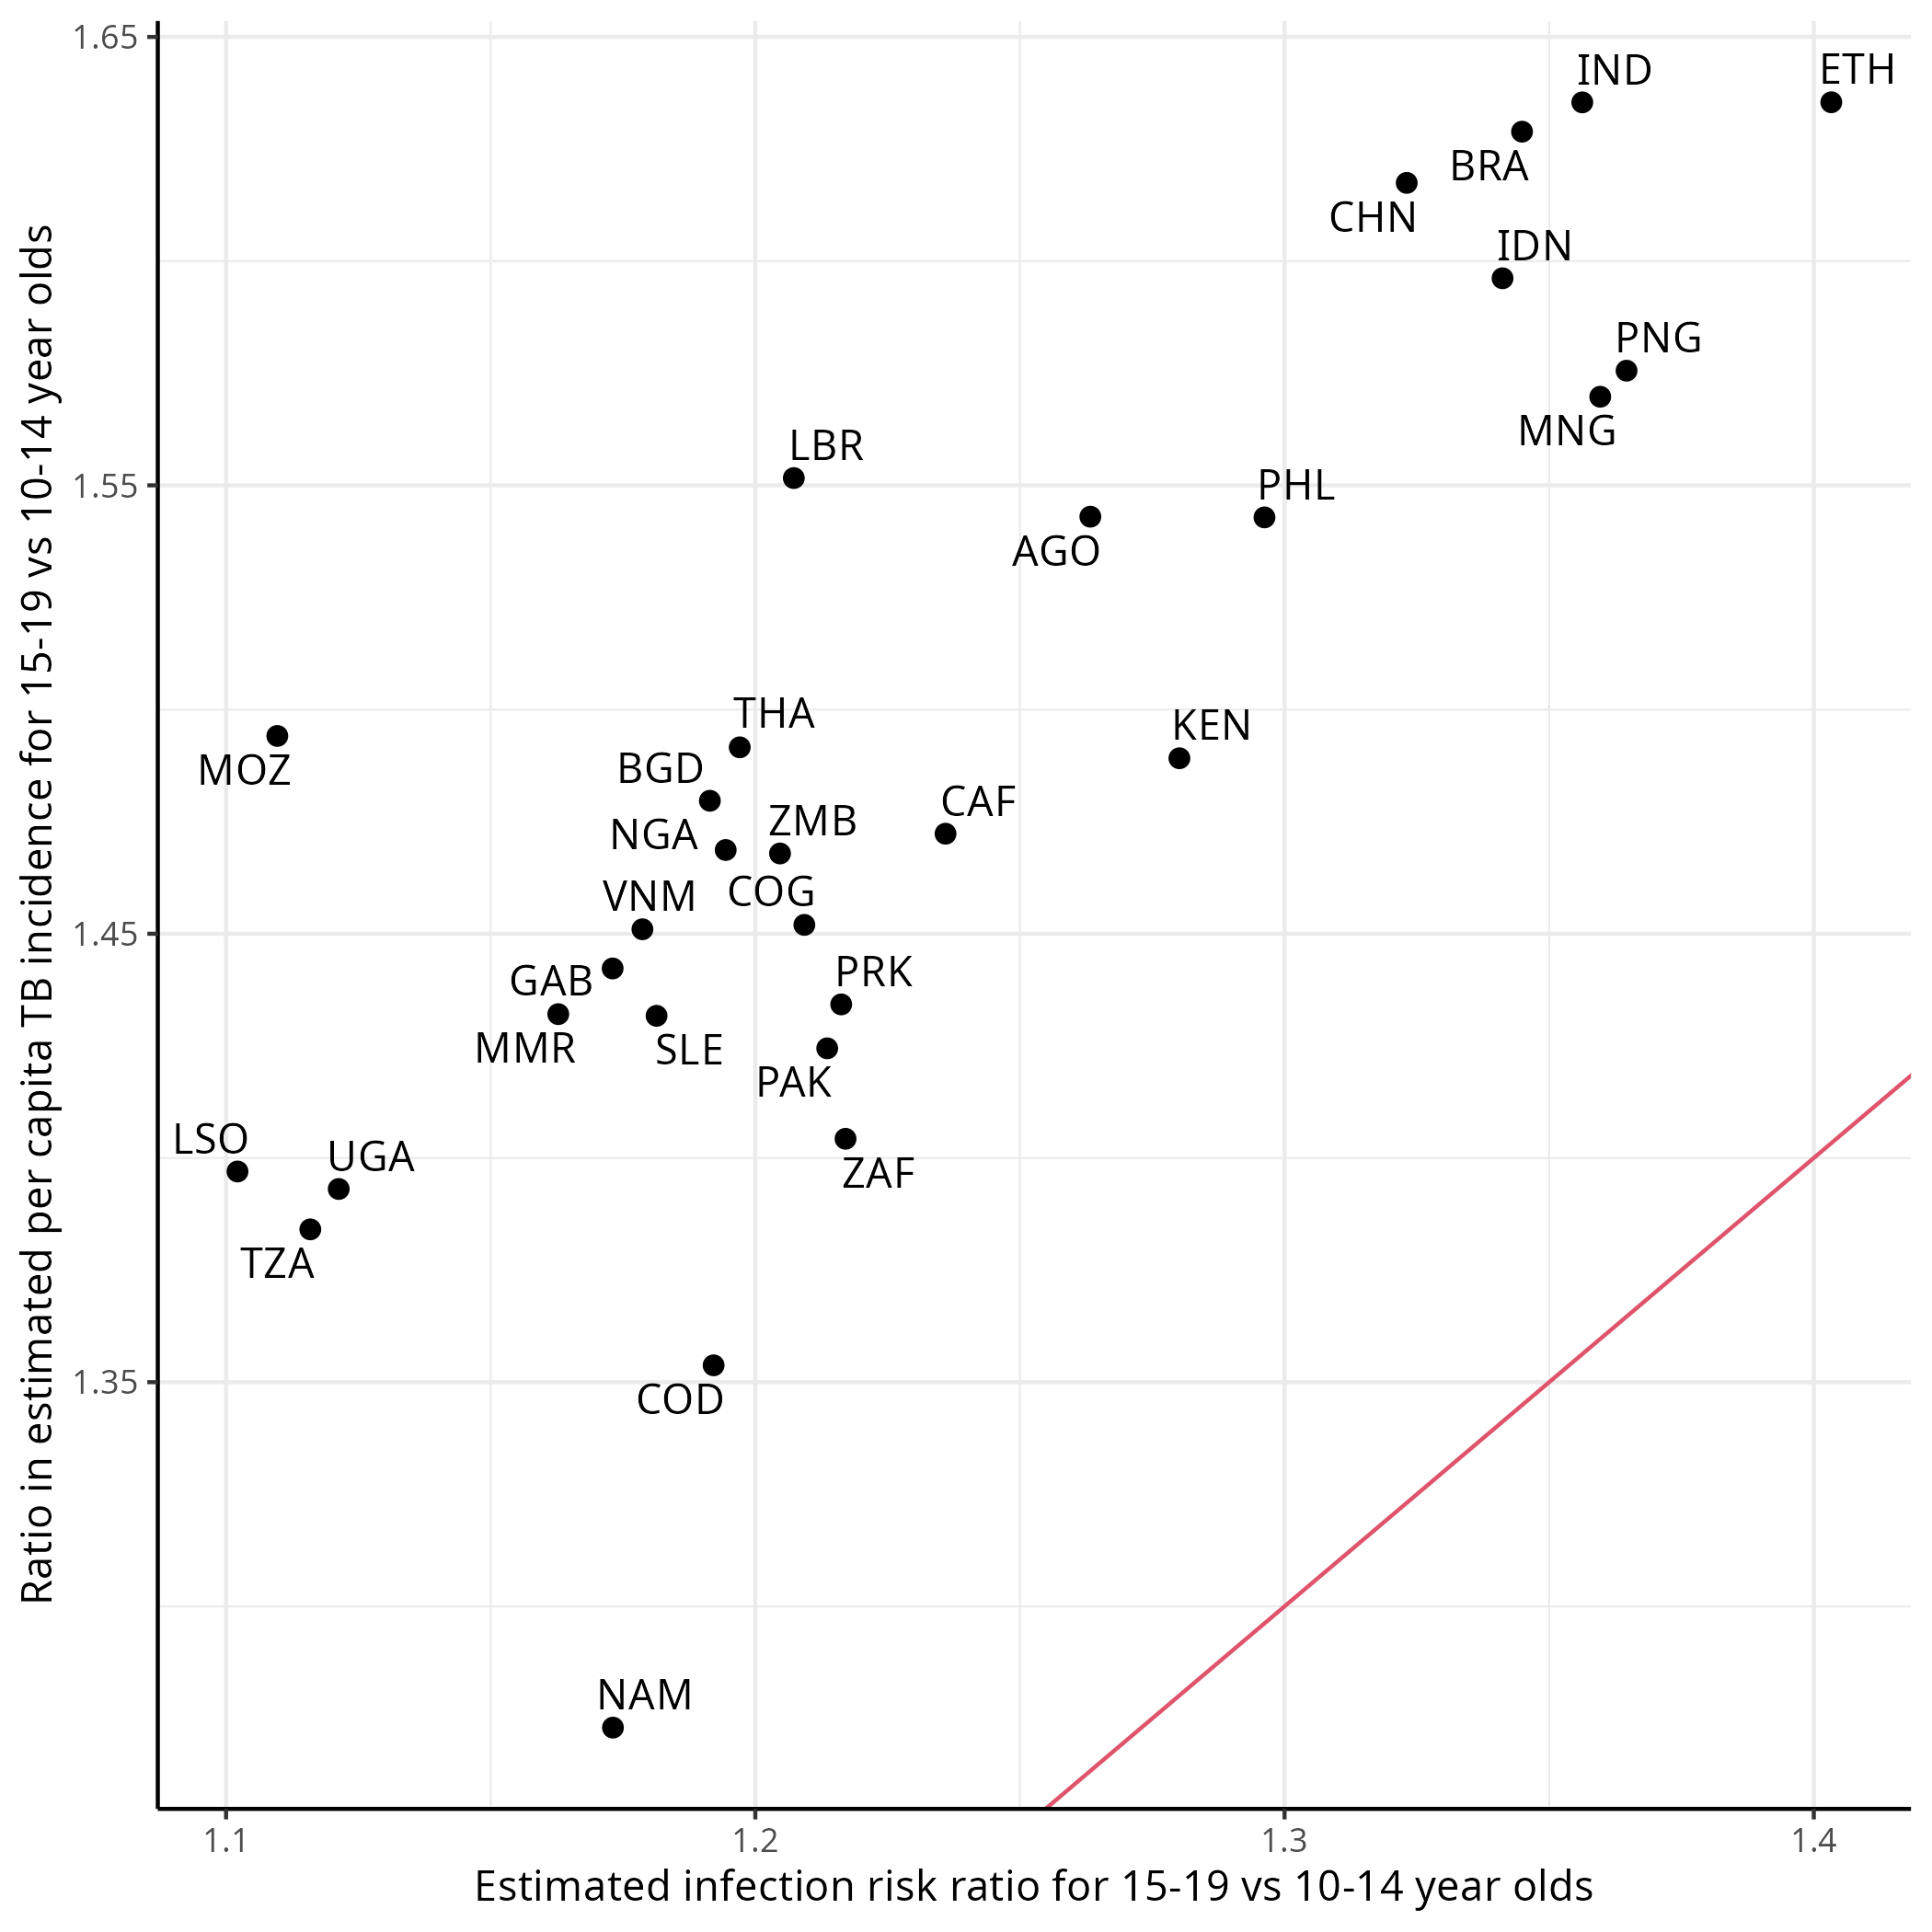 1.65
IND
ETH
BRA
CHN
IDN
PNG
MNG
LBR
1.55
PHL
AGO
THA
KEN
MOZ
BGD
CAF
ZMB
NGA
VNM
COG
1.45
GAB
PRK
MMR
SLE
PAK
LSO
UGA
ZAF
TZA
1.35
COD
NAM
1.1
1.2
1.3
1.4
Estimated infection risk ratio for 15-19 vs 10-14 year olds
Ratio in estimated per capita TB incidence for 15-19 vs 10-14 year olds